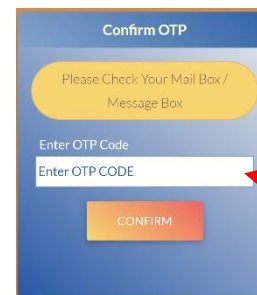 Confirm OTP
Please Check Your Mail Box /
Message Box
Enter OTP Code
Enter OTP CODE
CONFIRM